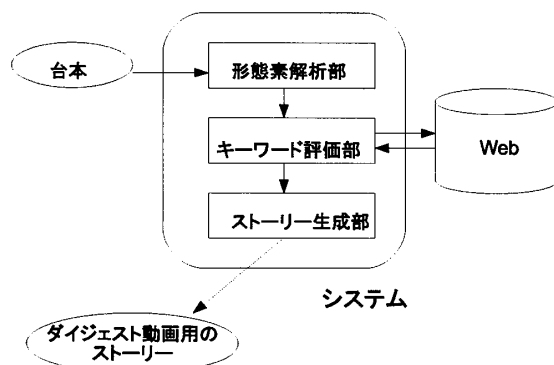 台本
形態素解析部
キーワード評価部
Web
ストーリー生成部
システム
ダイジェスト動画用の
ストーリー